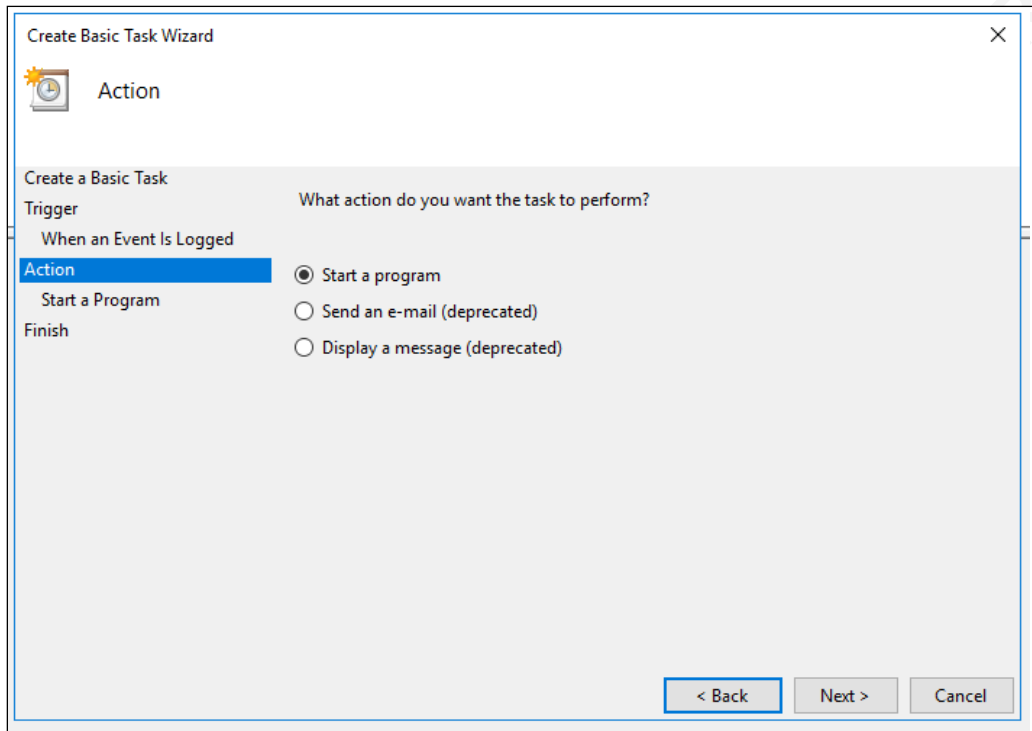 Create Basic Task Wizard
Action
Create a Basic Task
Trigger
When an Event Is Logged
Action
Start a Program
Finish
What action do you want the task to perform?
Start a program
Send an e-mail (deprecated)
Display a message (deprecated)
< Back
Next >
Cancel